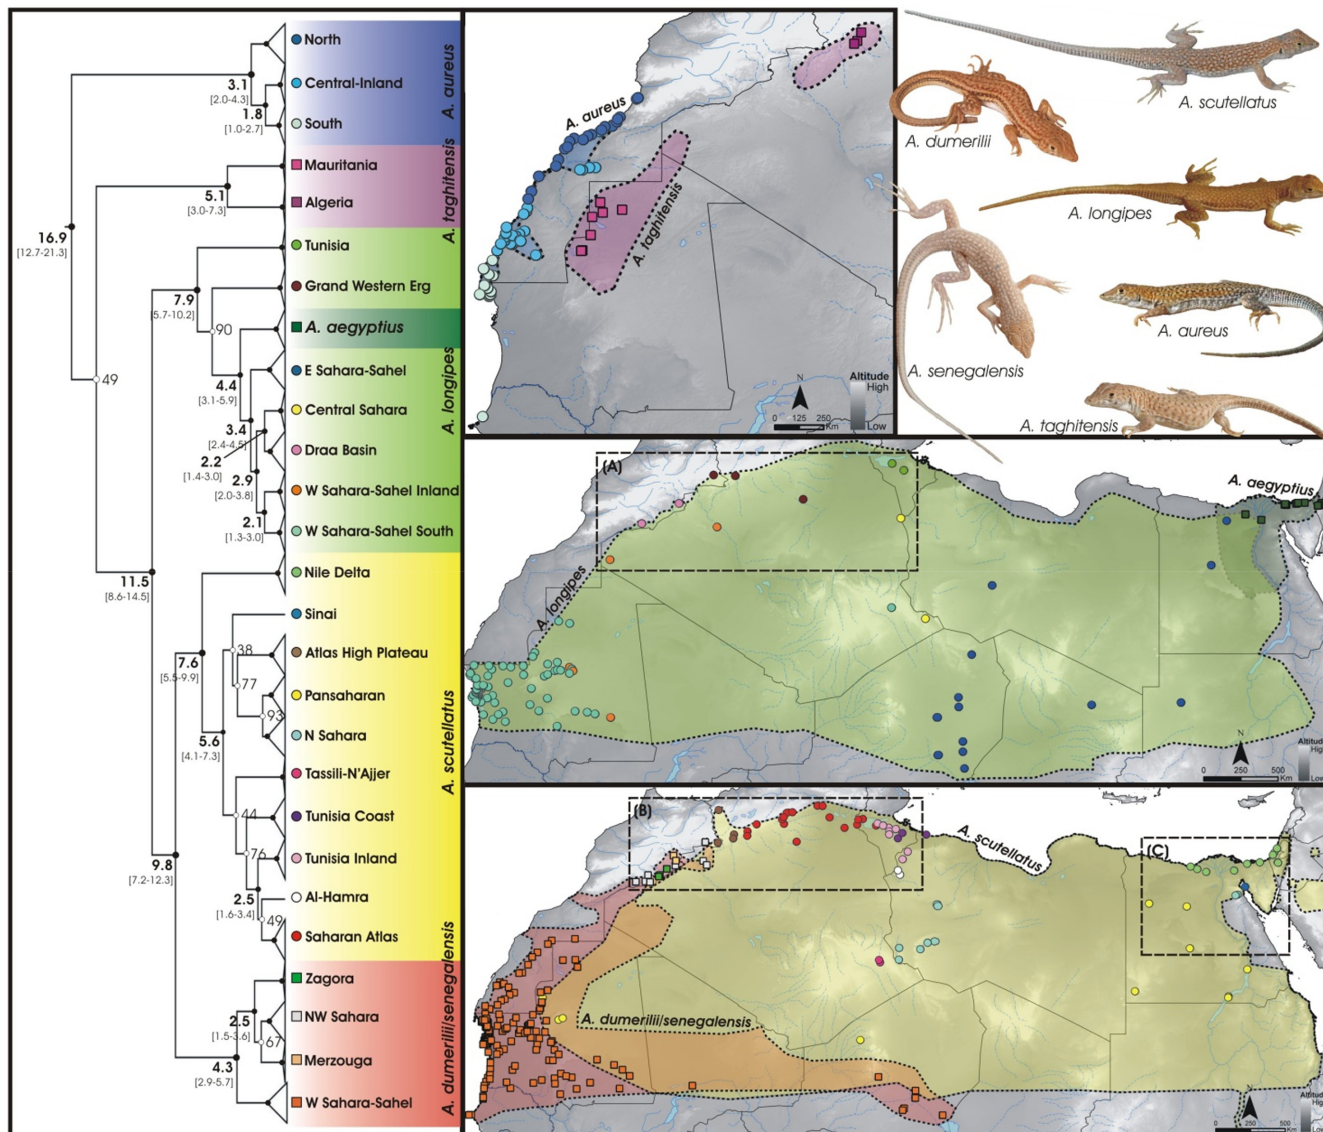 North
3.1
[2.0-4.3]
Central-Inland
1.8
[1.0-2.7]
South
A. aureus
Mauritania
5.1
[3.0-7.3]
Algeria
A. taghitensis
16.9
[12.7-21.3]
Tunisia
7.9
[5.7-10.2]
Grand Western Erg
90
A. aegyptius
49
4.4
[3.1-5.9]
E Sahara-Sahel
Central Sahara
3.4
[2.4-4.5]
Draa Basin
2.2
[1.4-3.0]
2.9
[2.0-3.8]
W Sahara-Sahel Inland
2.1
[1.3-3.0]
W Sahara-Sahel South
A. longipes
11.5
[8.6-14.5]
Nile Delta
Sinai
38
Atlas High Plateau
7.6
[5.5-9.9]
77
Pansaharan
93
5.6
[4.1-7.3]
N Sahara
Tassili-N'Ajjer
44
Tunisia Coast
76
Tunisia Inland
2.5
[1.6-3.4]
Al-Hamra
49
Saharan Atlas
A. scutellatus
9.8
[7.2-12.3]
Zagora
2.5
[1.5-3.6]
NW Sahara
67
Merzouga
4.3
[2.9-5.7]
W Sahara-Sahel
A. dumerilii/senegalensis
A. aureus
A. taghitensis
N
0 125 250
Km
Altitude
High
Low
A. scutellatus
A. dumerilii
A. longipes
A. aureus
A. senegalensis
A. taghitensis
(A)
A. aegyptius
A. longipes
N
0 250 500
Km
Low
(B)
A. scutellatus
(C)
A. dumerilii/senegalensis
N
0 250 500
Km
Low